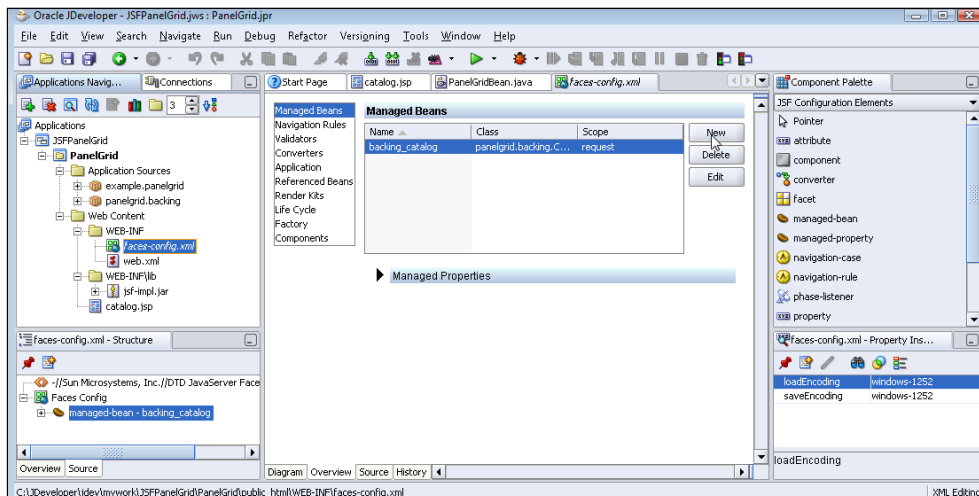 Oracle JDeveloper - JSFPanelGrid.jws : PanelGrid.jpr
File Edit View Search Navigate Run Debug Refactor Versioning Tools Window Help
Applications Navig...
Connections
3
Applications
JSFPanelGrid
PanelGrid
Application Sources
example.panelgrid
panelgrid.backing
Web Content
WEB-INF
faces-config.xml
web.xml
WEB-INF\lib
jsf-impl.jar
catalog.jsp
faces-config.xml - Structure
-//Sun Microsystems, Inc.//DTD JavaServer Face
Faces Config
managed-bean - backing_catalog
Overview Source
Start Page catalog.jsp PanelGridBean.java faces-config.xml
Managed Beans
Navigation Rules
Validators
Converters
Application
Referenced Beans
Render Kits
Life Cycle
Factory
Components
Managed Beans
Name Class Scope
backing_catalog panelgrid.backing.C... request
New
Delete
Edit
Managed Properties
Diagram Overview Source History
Component Palette
JSF Configuration Elements
Pointer
attribute
component
converter
facet
managed-bean
managed-property
navigation-case
navigation-rule
phase-listener
property
faces-config.xml - Property Ins...
loadEncoding windows-1252
saveEncoding windows-1252
loadEncoding
C:\JDeveloper\jdev\mywork\JSFPanelGrid\PanelGrid\public_html\WEB-INF\faces-config.xml
XML Editing